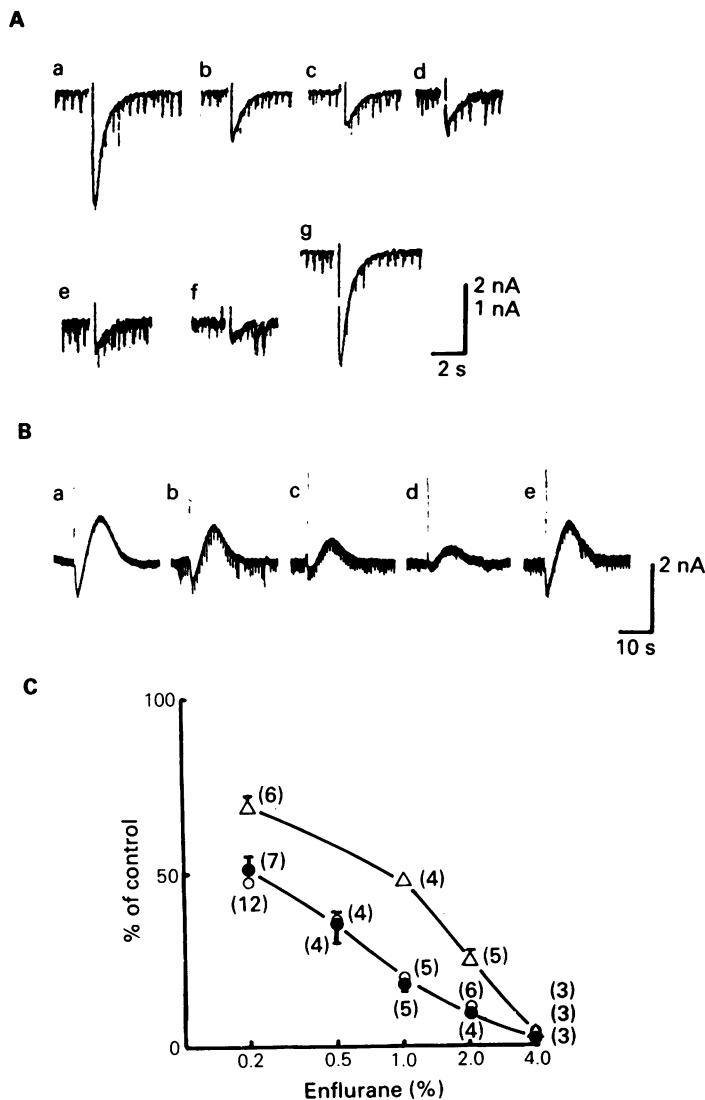 A
a b c d
g
e f
2 nA
1 nA
2 s
B
a b c d e
2 nA
10 s
C
100
(6)
(7)
(4)
(4)
50
(12)
(4)
(5)
(5)
(6)
(3)
(3)
(5)
(4)
(3)
0
0.2 0.5 1.0 2.0 4.0
Enflurane (%)
% of control